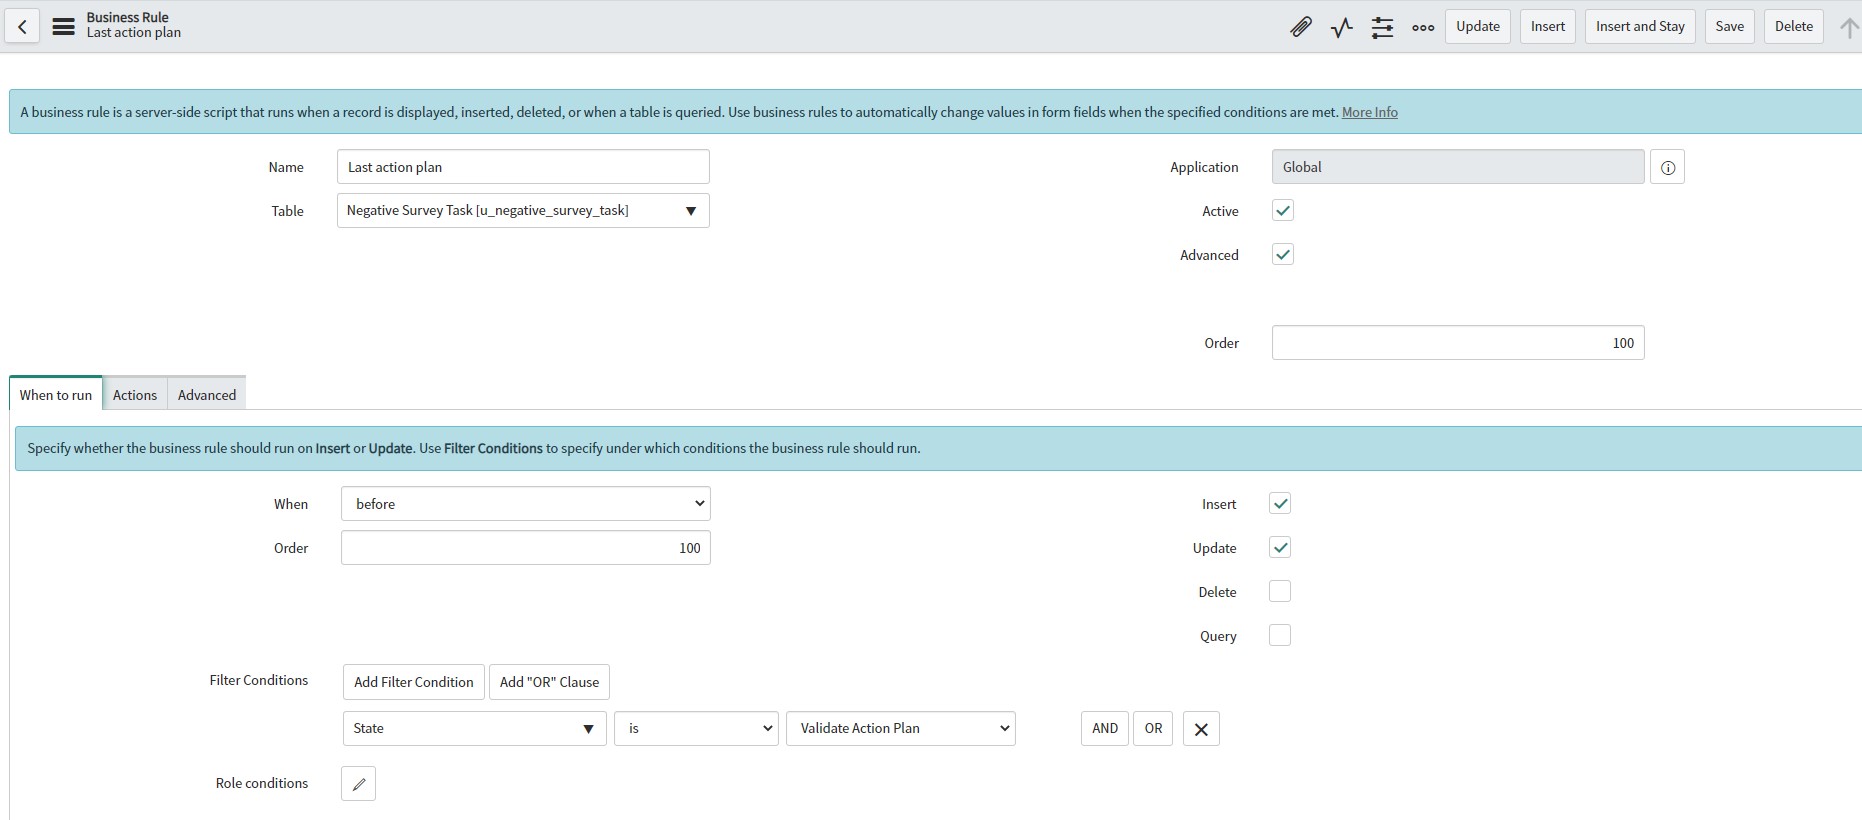 Business Rule
Last action plan
Update
Insert
Insert and Stay
Save
Delete
A business rule is a server-side script that runs when a record is displayed, inserted, deleted, or when a table is queried. Use business rules to automatically change values in form fields when the specified conditions are met. More Info
Name
Last action plan
Application
Global
Table
Negative Survey Task [u_negative_survey_task]
Active
Advanced
Order
100
When to run
Actions
Advanced
Specify whether the business rule should run on Insert or Update. Use Filter Conditions to specify under which conditions the business rule should run.
When
before
Insert
Order
100
Update
Delete
Query
Filter Conditions
Add Filter Condition
Add "OR" Clause
State
is
Validate Action Plan
AND
OR
Role conditions